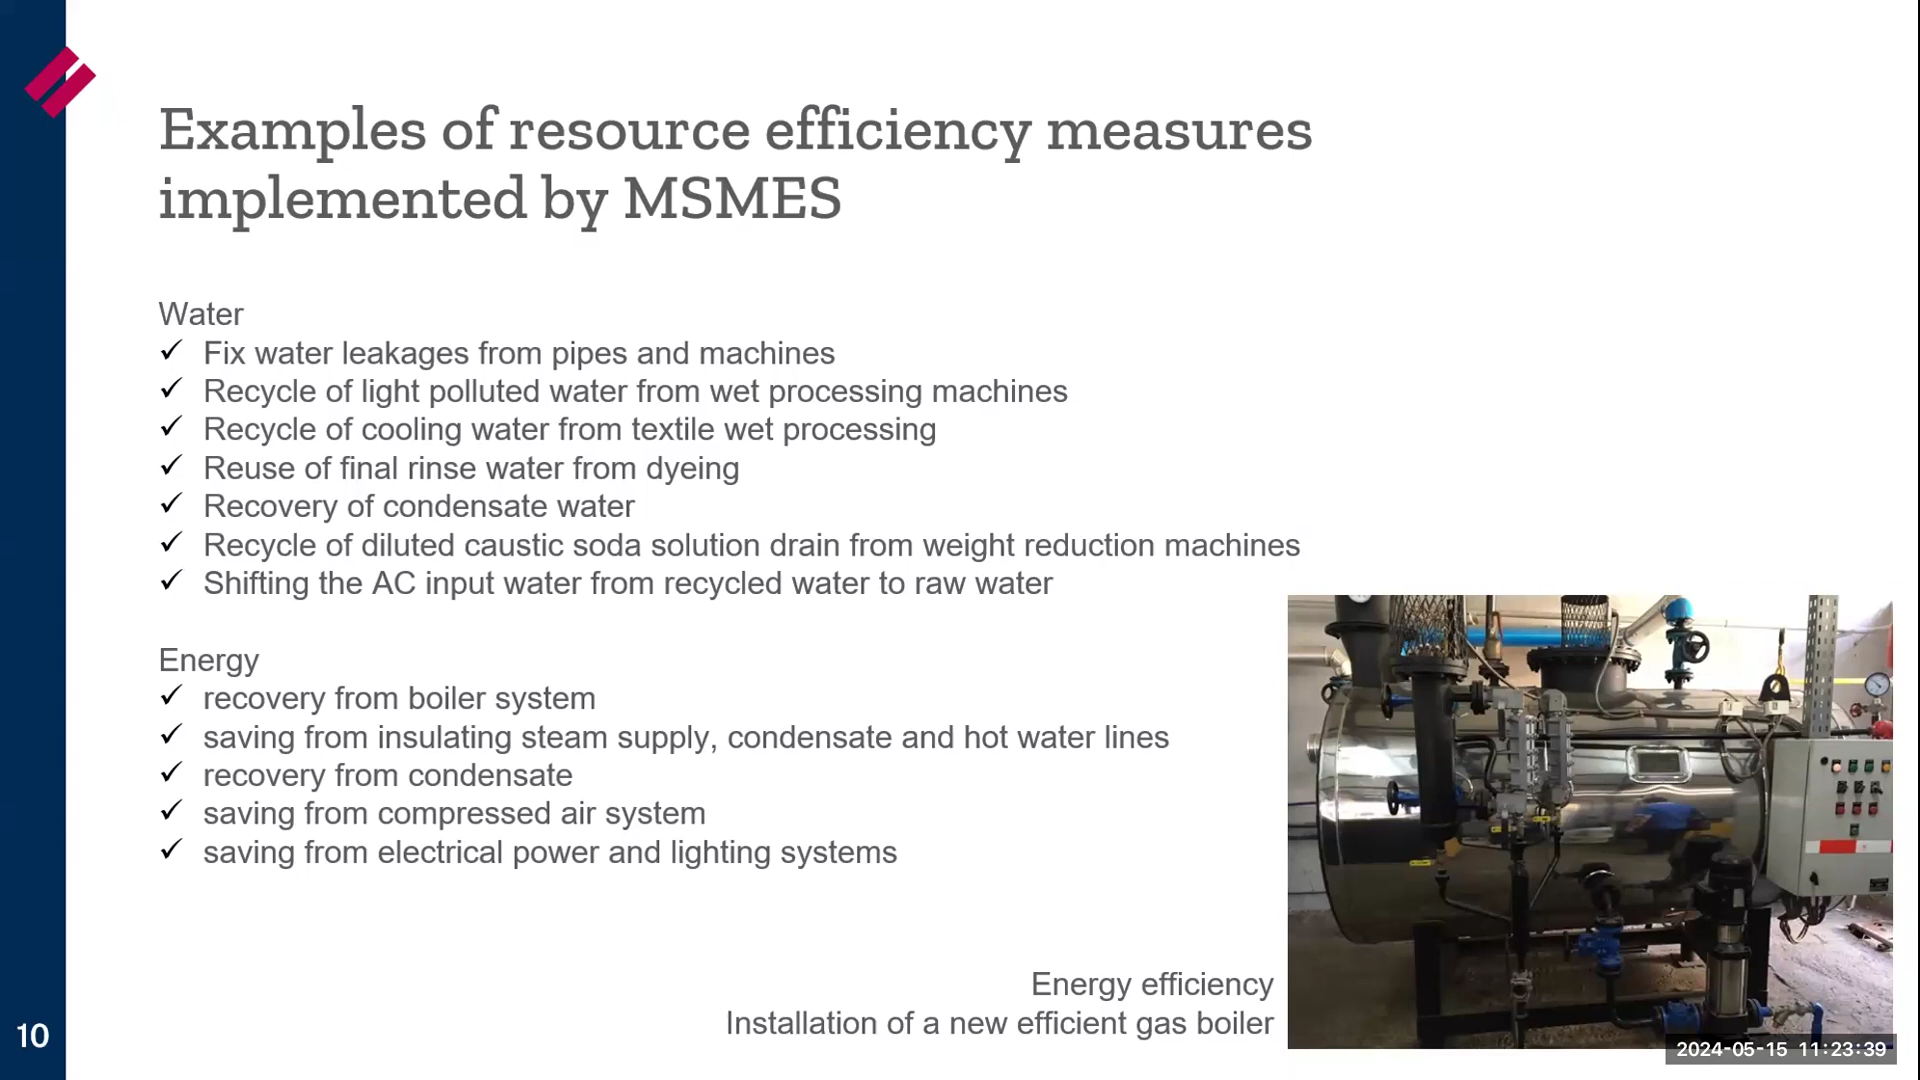 Examples of resource efficiency measures
implemented by MSMES
Water
✓ Fix water leakages from pipes and machines
✓ Recycle of light polluted water from wet processing machines
✓ Recycle of cooling water from textile wet processing
✓ Reuse of final rinse water from dyeing
✓ Recovery of condensate water
✓ Recycle of diluted caustic soda solution drain from weight reduction machines
✓ Shifting the AC input water from recycled water to raw water
Energy
✓ recovery from boiler system
✓ saving from insulating steam supply, condensate and hot water lines
✓ recovery from condensate
✓ saving from compressed air system
✓ saving from electrical power and lighting systems
Energy efficiency
Installation of a new efficient gas boiler
10
2024-05-15 11:23:39